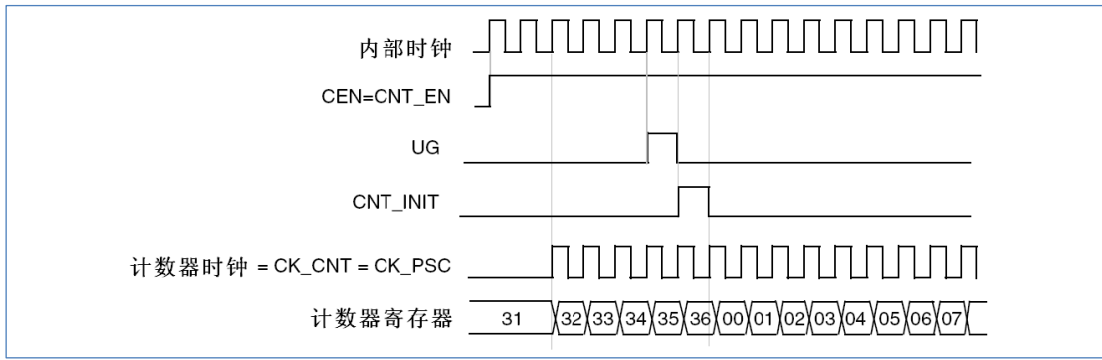 内部时钟
CEN=CNT_EN
UG
CNT_INIT
计数器时钟 = CK_CNT = CK_PSC
计数器寄存器 31 32 33 34 35 36 00 01 02 03 04 05 06 07